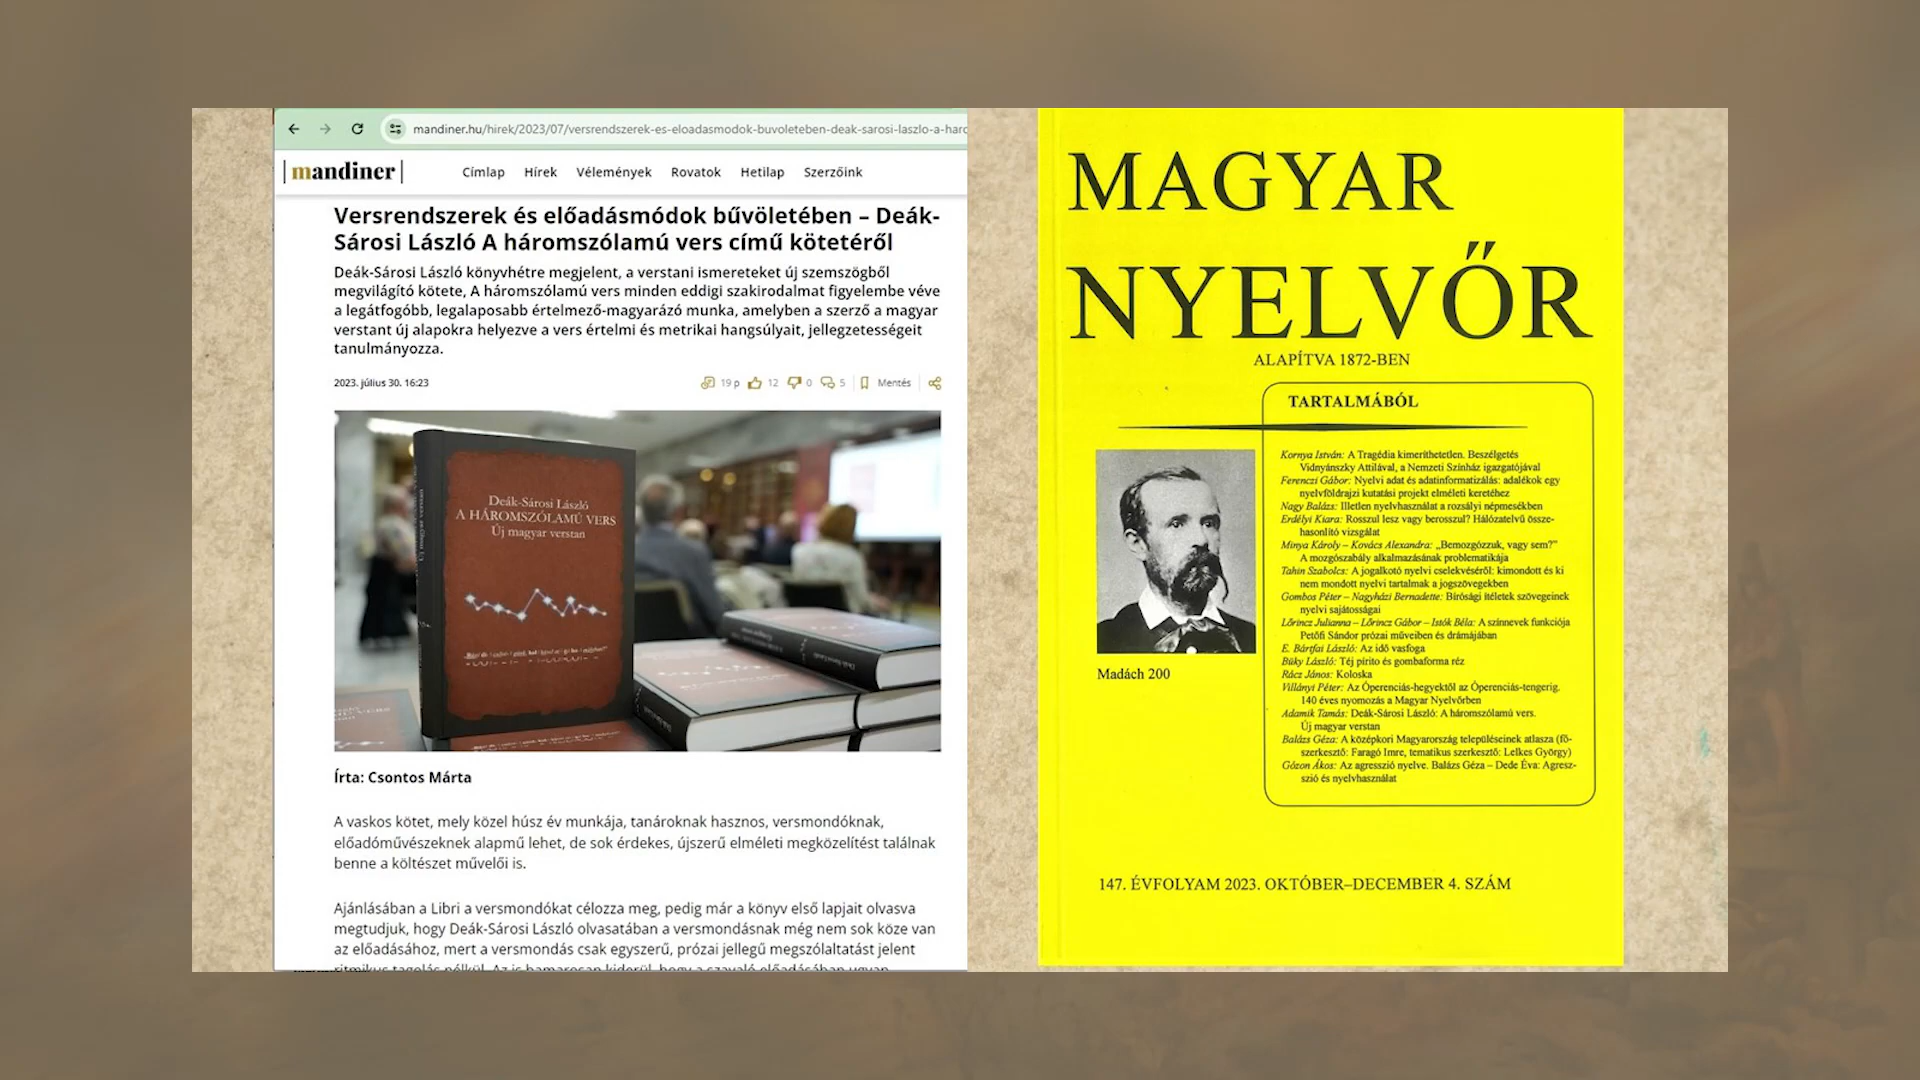 mandiner.hu/hirek/2023/07/versrendszerek-es-eloadasmodok-buvoleteben-deak-sarosi-laszlo-a-harc
|mandiner|
Címlap Hírek Vélemények Rovatok Hetilap Szerzőink
Versrendszerek és előadásmódok bűvöletében – Deák-
Sárosi László A háromszólamú vers című kötetéről
Deák-Sárosi László könyvhétre megjelent, a verstani ismereteket új szemszögből
megvilágító kötete, A háromszólamú vers minden eddigi szakirodalmat figyelembe véve
a legátfogóbb, legalaposabb értelmező-magyarázó munka, amelyben a szerző a magyar
verstant új alapokra helyezve a vers értelmi és metrikai hangsúlyait, jellegzetességeit
tanulmányozza.
2023. július 30. 16:23
19 p 12 0 5 Mentés
Deák-Sárosi László
A HÁROMSZÓLAMÚ VERS
Új magyar verstan
Írta: Csontos Márta
A vaskos kötet, mely közel húsz év munkája, tanároknak hasznos, versmondóknak,
előadóművészeknek alapmű lehet, de sok érdekes, újszerű elméleti megközelítést találnak
benne a költészet művelői is.
Ajánlásában a Libri a versmondókat célozza meg, pedig már a könyv első lapjait olvasva
megtudjuk, hogy Deák-Sárosi László olvasatában a versmondásnak még nem sok köze van
az előadásához, mert a versmondás csak egyszerű, prózai jellegű megszólaltatást jelent
ritmikus tagolás nélkül. Az is hamarosan kiderül, hogy a szavaló előadásában ugyan
MAGYAR
NYELVŐR
ALAPÍTVA 1872-BEN
TARTALMÁBÓL
Kornya István: A Tragédia kimeríthetetlen. Beszélgetés
Vidnyánszky Attilával, a Nemzeti Színház igazgatójával
Ferenczi Gábor: Nyelvi adat és adatinformatizálás: adalékok egy
nyelvföldrajzi kutatási projekt elméleti keretéhez
Nagy Balázs: Illetlen nyelvhasználat a rozsályi népmesékben
Erdélyi Kiara: Rosszul lesz vagy berosszul? Hálózatelvű össze-
hasonlító vizsgálat
Minya Károly – Kovács Alexandra: „Bemozgózzuk, vagy sem?”
A mozgószabály alkalmazásának problematikája
Tahin Szabolcs: A jogalkotó nyelvi cselekvéséről: kimondott és ki
nem mondott nyelvi tartalmak a jogszövegekben
Gombos Péter – Nagyházi Bernadette: Bírósági ítéletek szövegeinek
nyelvi sajátosságai
Lőrincz Julianna – Lőrincz Gábor – Istók Béla: A színnevek funkciója
Petőfi Sándor prózai műveiben és drámájában
E. Bártfai László: Az idő vasfoga
Büky László: Téj pírito és gombaforma réz
Rácz János: Koloska
Villányi Péter: Az Óperenciás-hegyektől az Óperenciás-tengerig.
140 éves nyomozás a Magyar Nyelvőrben
Adamik Tamás: Deák-Sárosi László: A háromszólamú vers.
Új magyar verstan
Balázs Géza: A középkori Magyarország településeinek atlasza (fő-
szerkesztő: Faragó Imre, tematikus szerkesztő: Lelkes György)
Gózon Ákos: Az agresszió nyelve. Balázs Géza – Dede Éva: Agresz-
szió és nyelvhasználat
Madách 200
147. ÉVFOLYAM 2023. OKTÓBER–DECEMBER 4. SZÁM